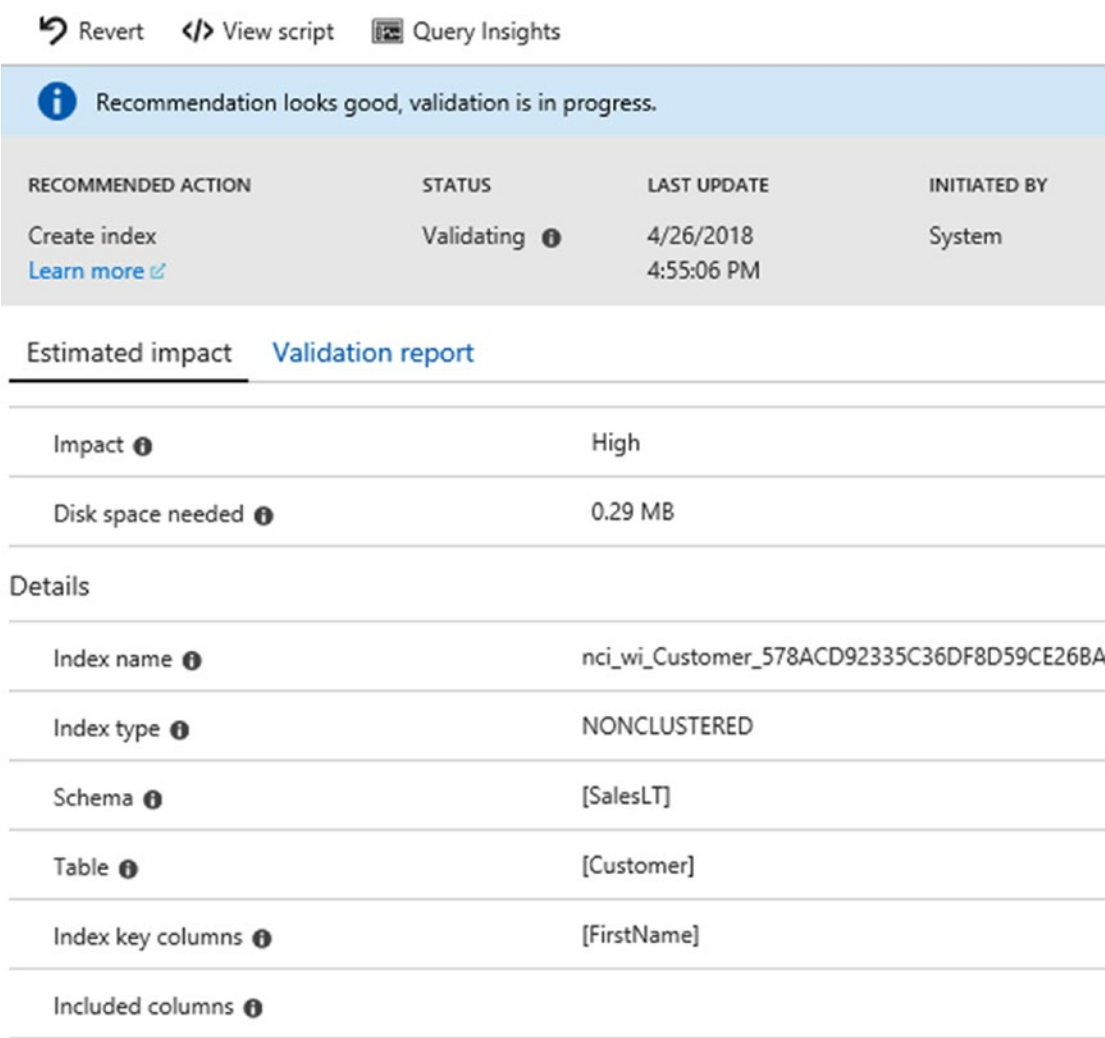 Revert </> View script Query Insights
Recommendation looks good, validation is in progress.
RECOMMENDED ACTION STATUS LAST UPDATE INITIATED BY
Create index Validating 4/26/2018 System
Learn more 4:55:06 PM
Estimated impact Validation report
Impact High
Disk space needed 0.29 MB
Details
Index name nci_wi_Customer_578ACD92335C36DF8D59CE26BA
Index type NONCLUSTERED
Schema [SalesLT]
Table [Customer]
Index key columns [FirstName]
Included columns